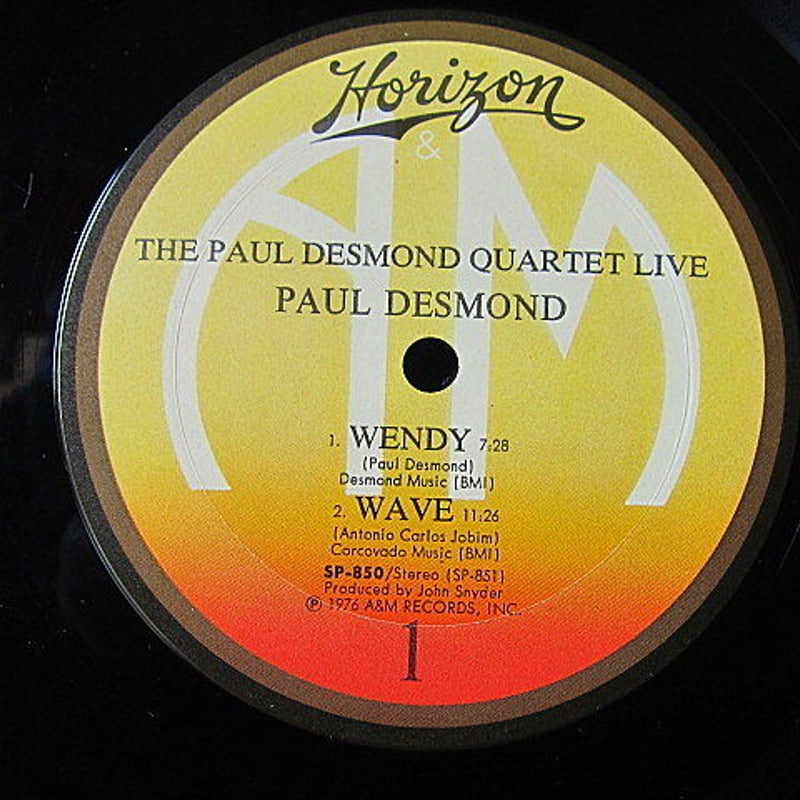 Horizon
A&M
THE PAUL DESMOND QUARTET LIVE
PAUL DESMOND
1. WENDY 7:28
(Paul Desmond)
Desmond Music (BMI)
2. WAVE 11:26
(Antonio Carlos Jobim)
Corcovado Music (BMI)
SP-850/Stereo (SP-851)
Produced by John Snyder
Ⓟ 1976 A&M RECORDS, INC.
1